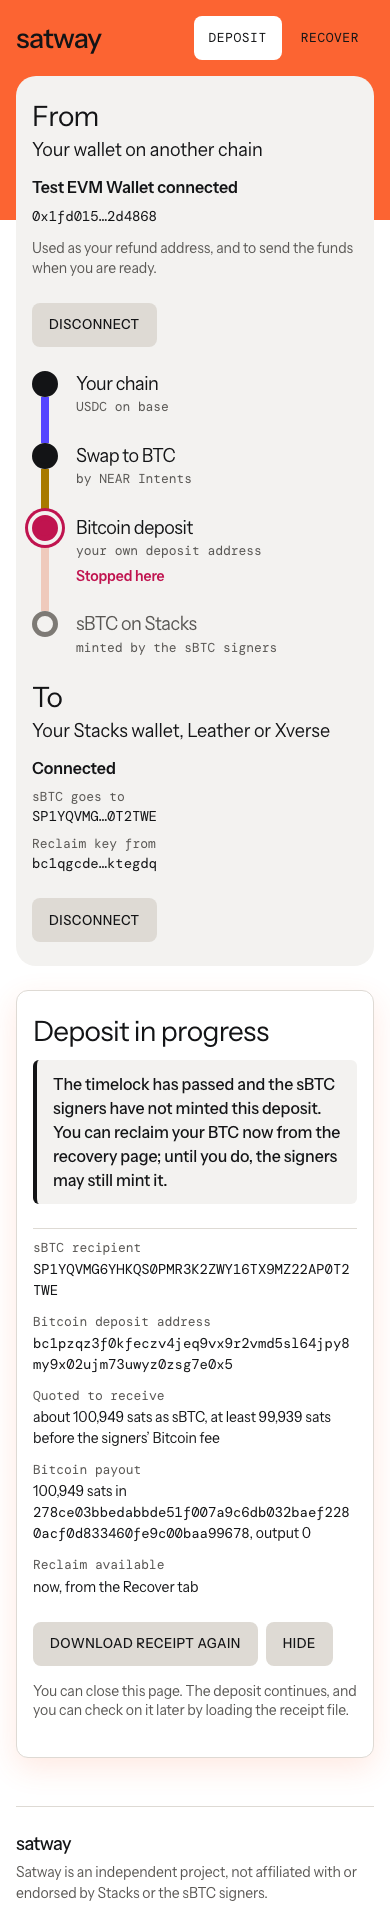 satway
DEPOSIT
RECOVER
From
Your wallet on another chain
Test EVM Wallet connected
0x1fd015…2d4868
Used as your refund address, and to send the funds
when you are ready.
DISCONNECT
Your chain
USDC on base
Swap to BTC
by NEAR Intents
Bitcoin deposit
your own deposit address
Stopped here
sBTC on Stacks
minted by the sBTC signers
To
Your Stacks wallet, Leather or Xverse
Connected
sBTC goes to
SP1YQVMG…0T2TWE
Reclaim key from
bc1qgcde…ktegdq
DISCONNECT
Deposit in progress
The timelock has passed and the sBTC
signers have not minted this deposit.
You can reclaim your BTC now from the
recovery page; until you do, the signers
may still mint it.
sBTC recipient
SP1YQVMG6YHKQS0PMR3K2ZWY16TX9MZ22AP0T2
TWE
Bitcoin deposit address
bc1pzqz3f0kfeczv4jeq9vx9r2vmd5sl64jpy8
my9x02ujm73uwyz0zsg7e0x5
Quoted to receive
about 100,949 sats as sBTC, at least 99,939 sats
before the signers’ Bitcoin fee
Bitcoin payout
100,949 sats in
278ce03bbedabbde51f007a9c6db032baef228
0acf0d833460fe9c00baa99678, output 0
Reclaim available
now, from the Recover tab
DOWNLOAD RECEIPT AGAIN
HIDE
You can close this page. The deposit continues, and
you can check on it later by loading the receipt file.
satway
Satway is an independent project, not affiliated with or
endorsed by Stacks or the sBTC signers.